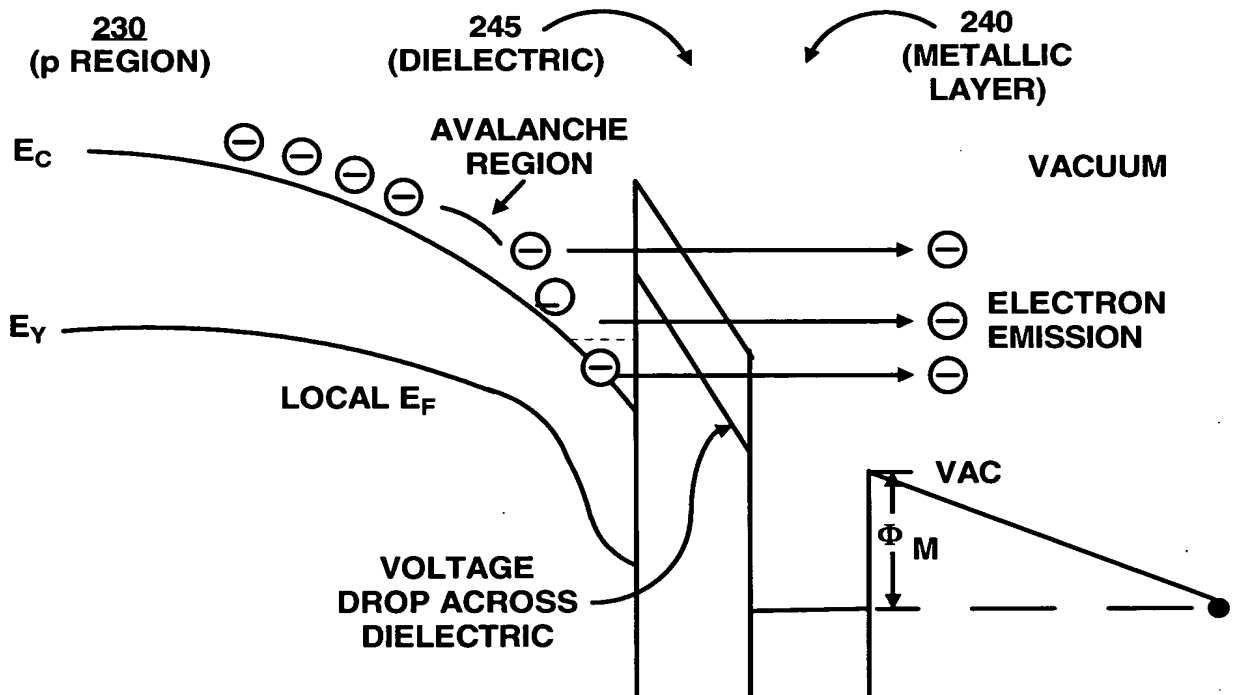 230
(p REGION)
245
(DIELECTRIC)
240
(METALLIC
LAYER)
E_C
AVALANCHE
REGION
VACUUM
E_Y
ELECTRON
EMISSION
LOCAL E_F
VAC
Φ_M
VOLTAGE
DROP ACROSS
DIELECTRIC